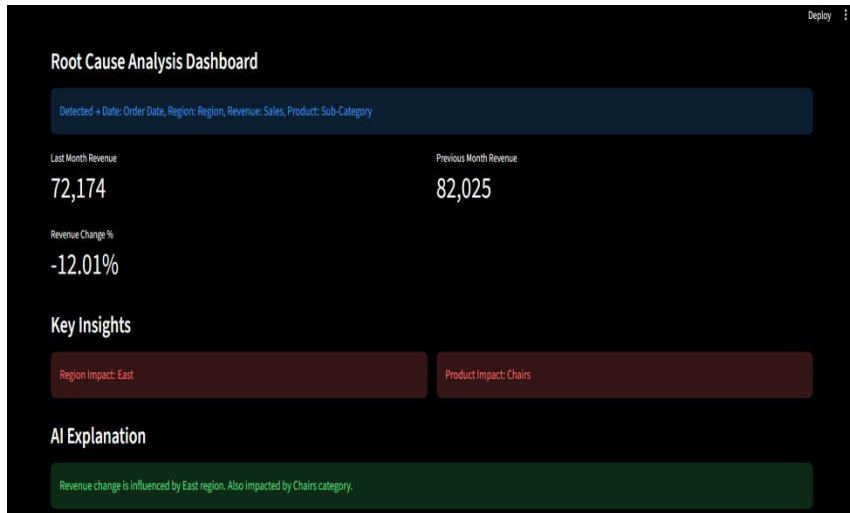 Deploy
Root Cause Analysis Dashboard
Detected → Date: Order Date, Region: Region, Revenue: Sales, Product: Sub-Category
Last Month Revenue
72,174
Previous Month Revenue
82,025
Revenue Change %
-12.01%
Key Insights
Region Impact: East
Product Impact: Chairs
AI Explanation
Revenue change is influenced by East region. Also impacted by Chairs category.